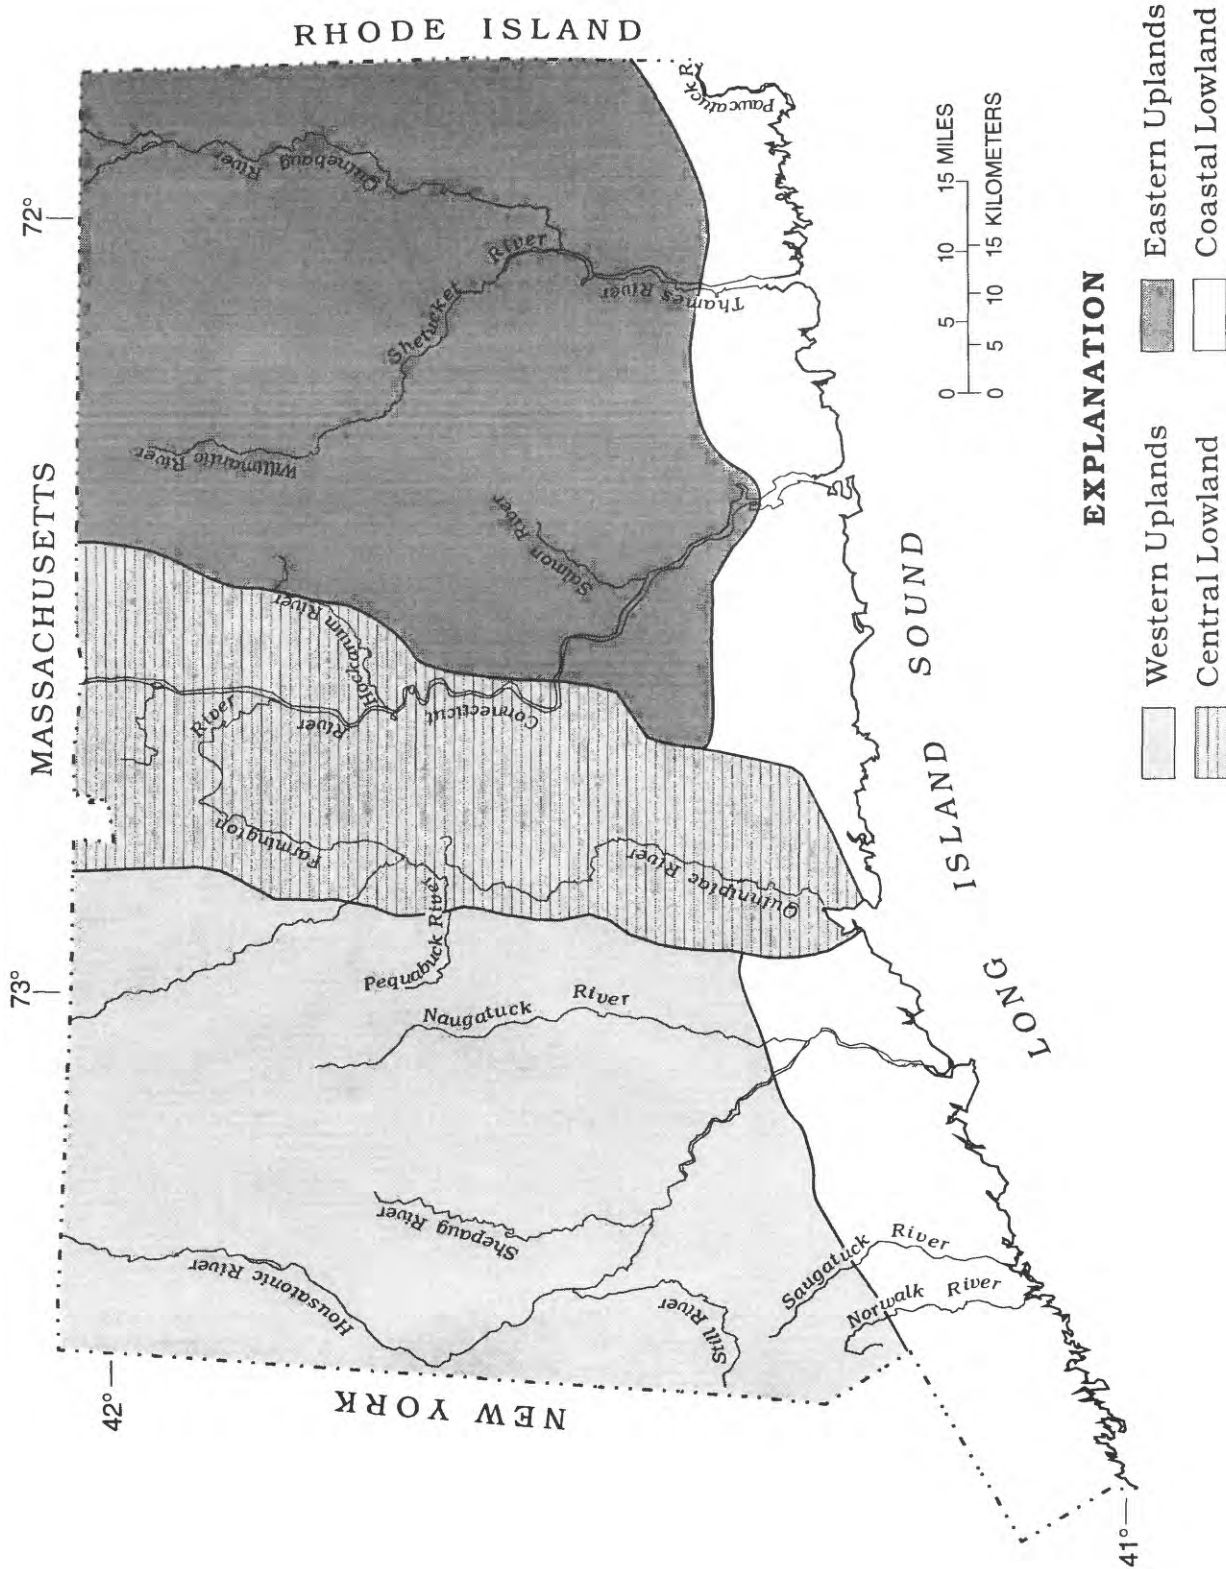 MASSACHUSETTS
RHODE ISLAND
NEW YORK
LONG ISLAND SOUND
73°
72°
42°
41°
Housatonic River
Shepaug River
Still River
Naugatuck River
Pequabuck River
Saugatuck River
Norwalk River
Farmington River
Quinnipiac River
Connecticut River
Hockanum River
Salmon River
Willimantic River
Shetucket River
Quinebaug River
Thames River
Pawcatuck R.
0 5 10 15 MILES
0 5 10 15 KILOMETERS
EXPLANATION
Western Uplands
Eastern Uplands
Central Lowland
Coastal Lowland